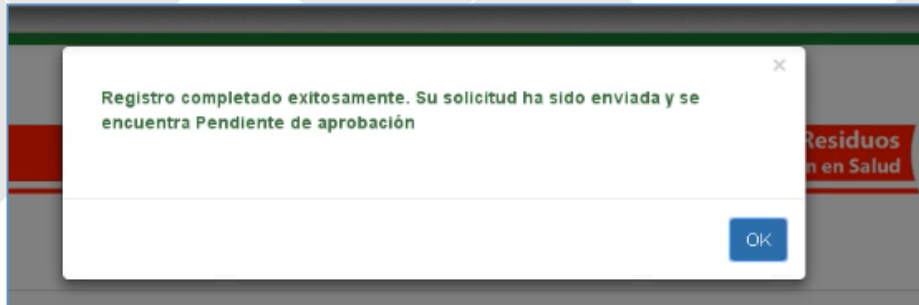 ×
Registro completado exitosamente. Su solicitud ha sido enviada y se
encuentra Pendiente de aprobación
Residuos
n en Salud
OK